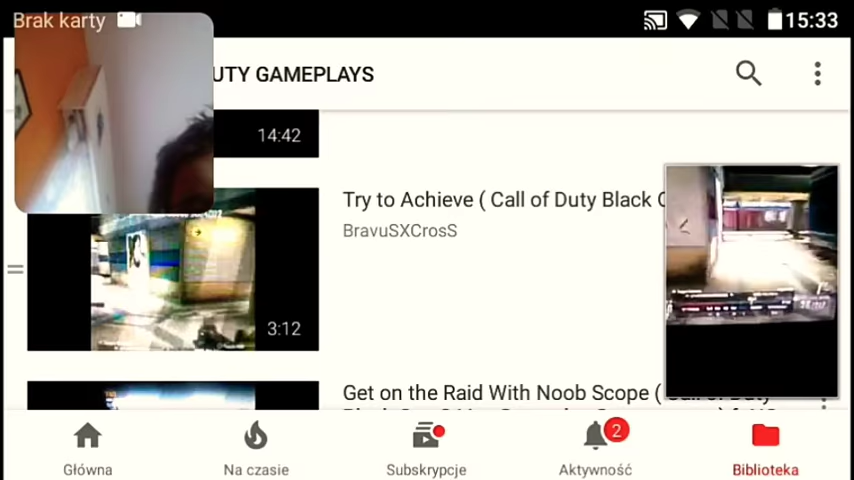 Brak karty
15:33
UTY GAMEPLAYS
14:42
Try to Achieve ( Call of Duty Black
BravuSXCrosS
3:12
Get on the Raid With Noob Scope (
Główna
Na czasie
Subskrypcje
Aktywność
2
Biblioteka